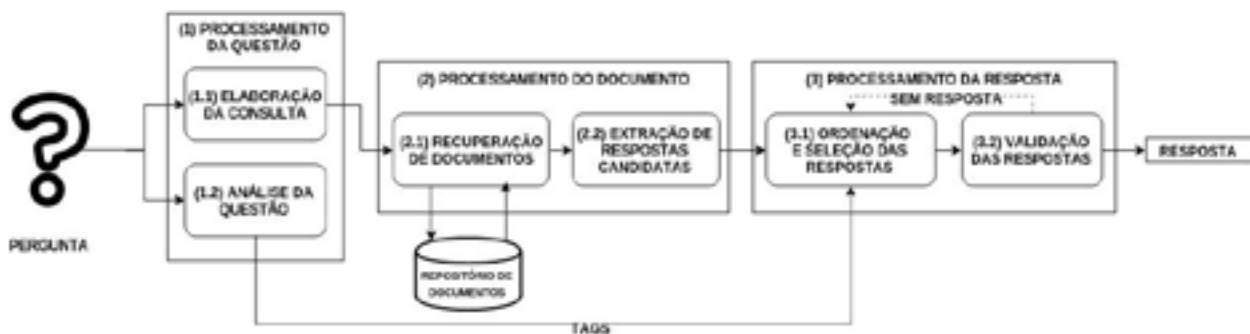 (1) PROCESSAMENTO
DA QUESTÃO
(1.1) ELABORAÇÃO
DA CONSULTA
(1.2) ANÁLISE DA
QUESTÃO
PERGUNTA
(2) PROCESSAMENTO DO DOCUMENTO
(2.1) RECUPERAÇÃO
DE DOCUMENTOS
(2.2) EXTRAÇÃO DE
RESPOSTAS
CANDIDATAS
REPOSITÓRIO DE
DOCUMENTOS
(3) PROCESSAMENTO DA RESPOSTA
SEM RESPOSTA
(3.1) ORDENAÇÃO
E SELEÇÃO DAS
RESPOSTAS
(3.2) VALIDAÇÃO
DAS RESPOSTAS
RESPOSTA
TAGS